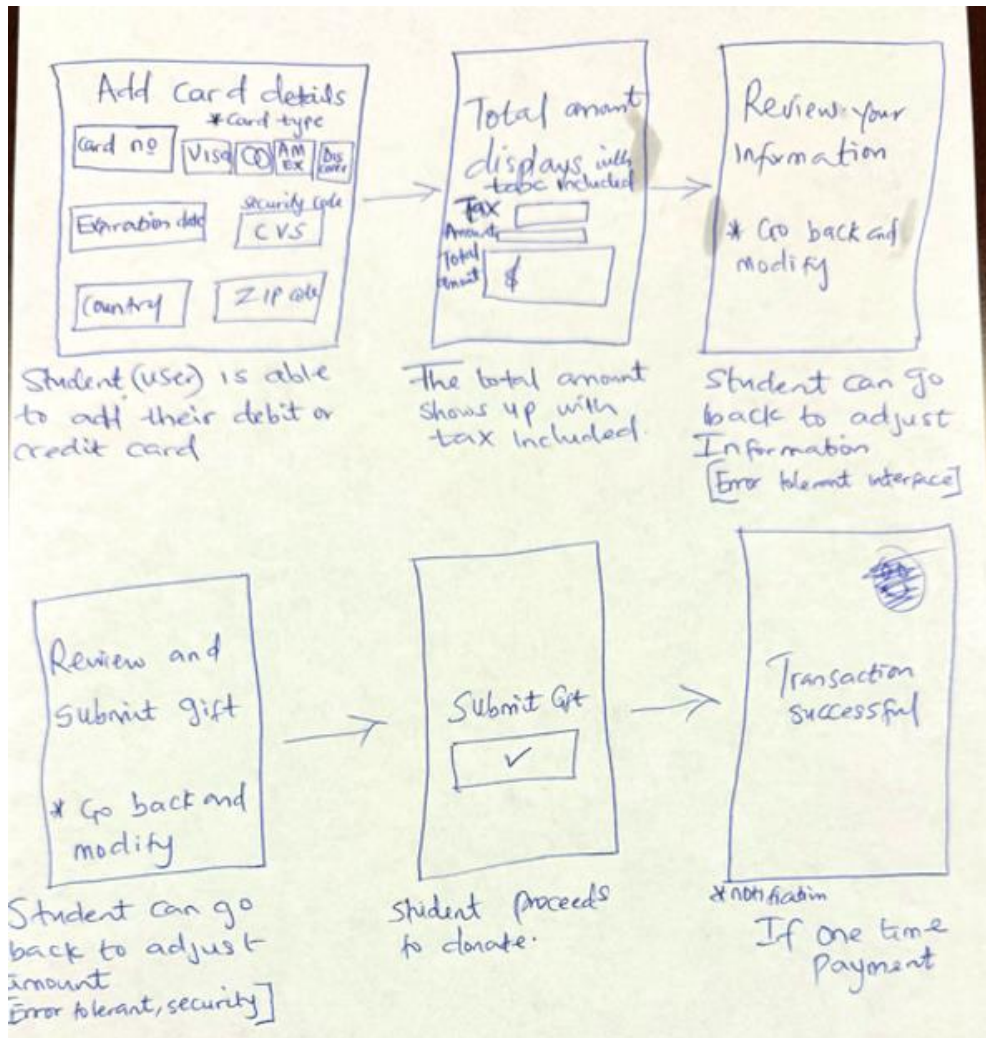 Add Card details
*Card type
Card no
Visa
AM
EX
Dis
cover
Expiration date
Security code
CVS
Country
ZIP code
Student (user) is able
to add their debit or
credit card
Total amount
displays with
included
Tax
Amount
Total
amount
$
The total amount
shows up with
tax included.
Review your
Information
* Go back and
modify
Student can go
back to adjust
Information
[Error tolerant interface]
Review and
Submit gift
* Go back and
modify
Student can go
back to adjust
amount
Error tolerant, security]
Submit Gift
✓
Student proceeds
to donate.
Transaction
successful
*notification
If one time
payment